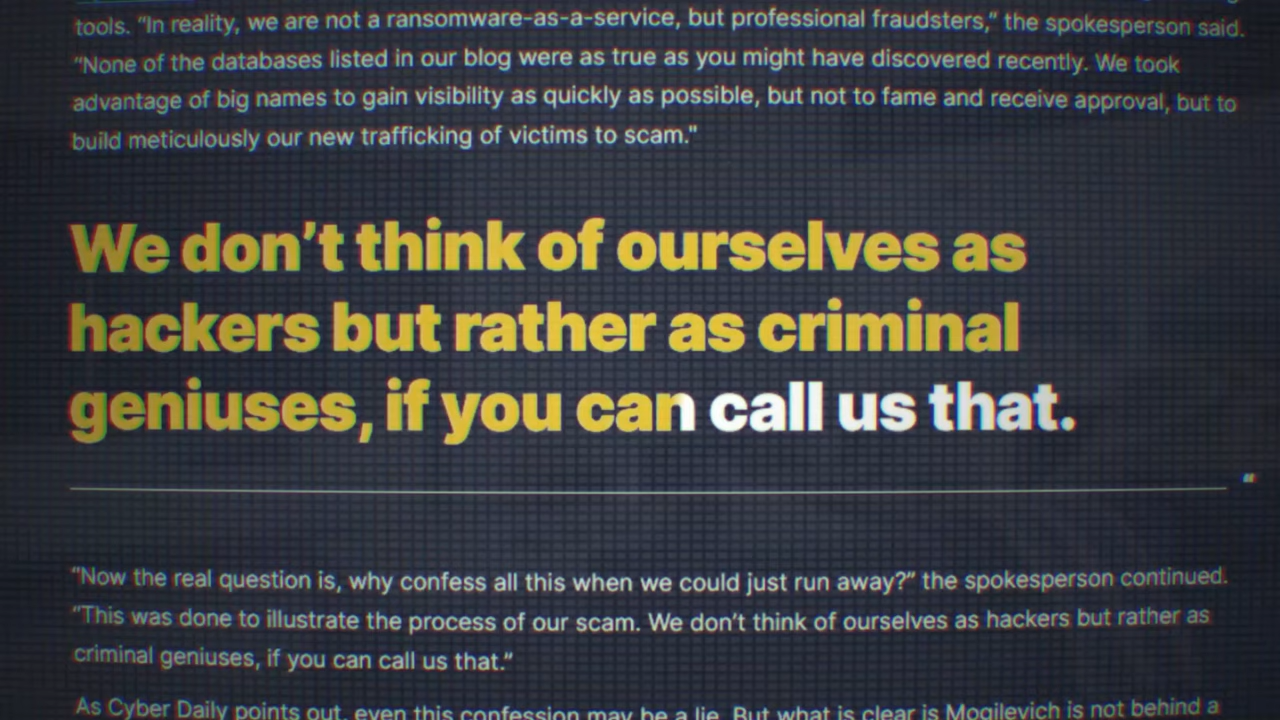 tools. “In reality, we are not a ransomware-as-a-service, but professional fraudsters,” the spokesperson said.
“None of the databases listed in our blog were as true as you might have discovered recently. We took
advantage of big names to gain visibility as quickly as possible, but not to fame and receive approval, but to
build meticulously our new trafficking of victims to scam."
We don’t think of ourselves as
hackers but rather as criminal
geniuses, if you can call us that.
“
“Now the real question is, why confess all this when we could just run away?” the spokesperson continued.
“This was done to illustrate the process of our scam. We don’t think of ourselves as hackers but rather as
criminal geniuses, if you can call us that.”
As Cyber Daily points out, even this confession may be a lie. But what is clear is Mogilevich is not behind a